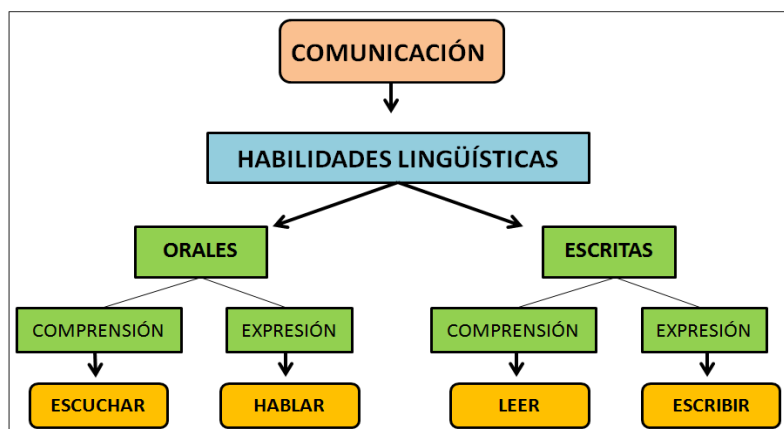 COMUNICACIÓN
HABILIDADES LINGÜÍSTICAS
ORALES
ESCRITAS
COMPRENSIÓN
EXPRESIÓN
COMPRENSIÓN
EXPRESIÓN
ESCUCHAR
HABLAR
LEER
ESCRIBIR